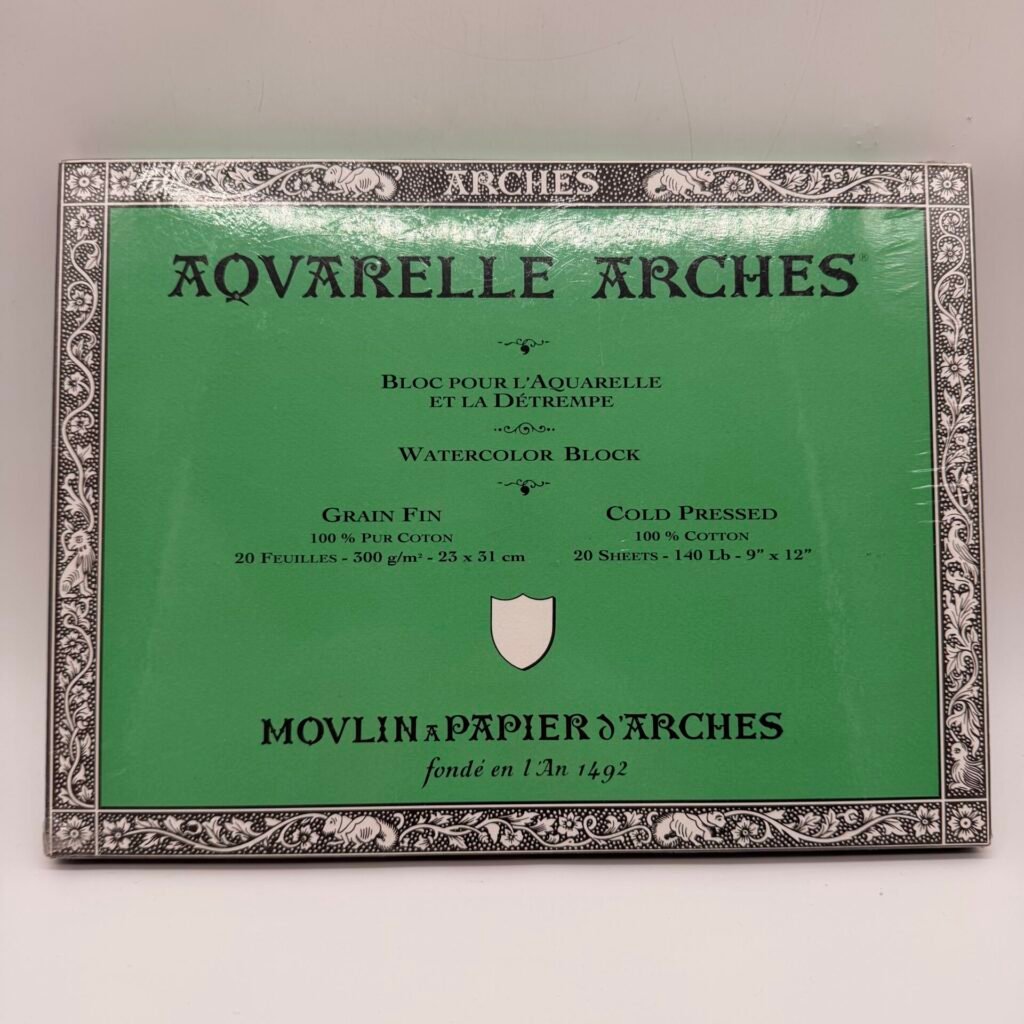 ARCHES
AQVARELLE ARCHES®
BLOC POUR L'AQUARELLE
ET LA DÉTREMPE
WATERCOLOR BLOCK
GRAIN FIN
100 % PUR COTON
20 FEUILLES - 300 g/m² - 23 x 31 cm
COLD PRESSED
100 % COTTON
20 SHEETS - 140 Lb - 9" x 12"
MOVLIN A PAPIER d'ARCHES
fondé en l'An 1492